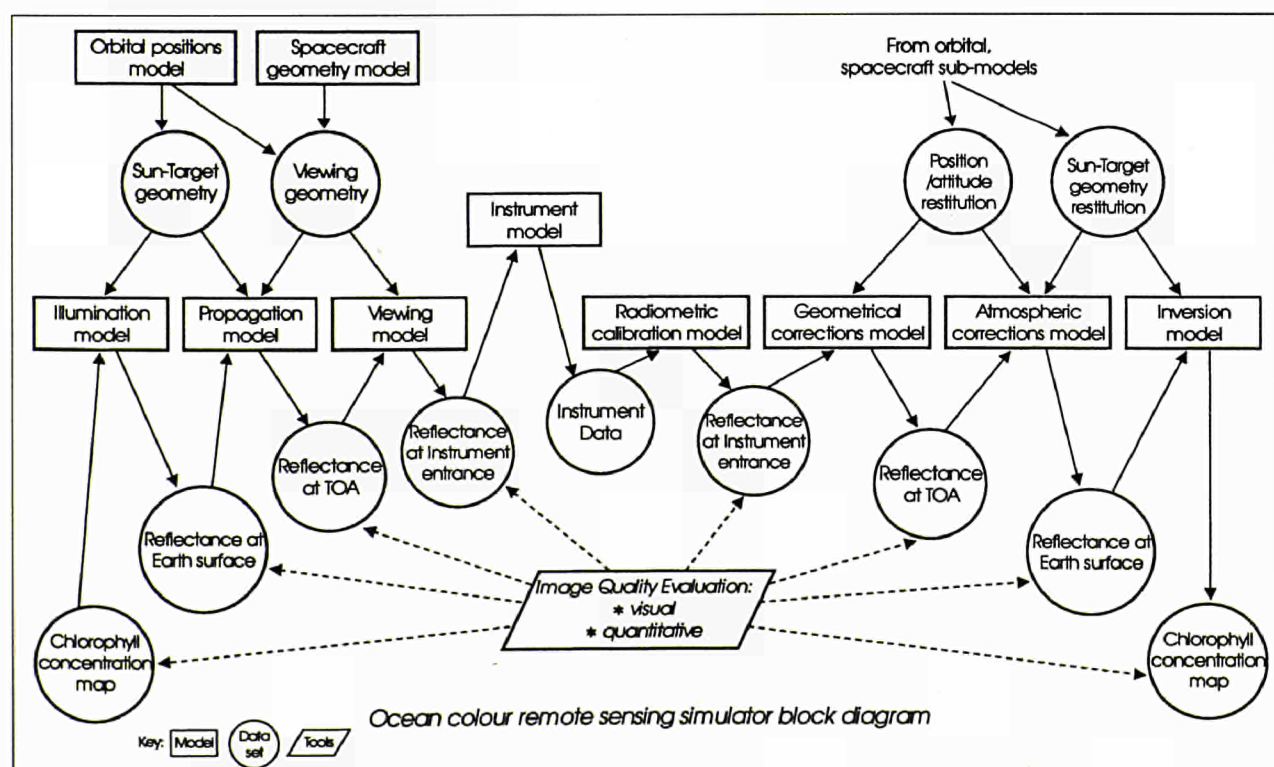 Orbital positions
model
Spacecraft
geometry model
From orbital,
spacecraft sub-models
Sun-Target
geometry
Viewing
geometry
Position
/attitude
restitution
Sun-Target
geometry
restitution
Instrument
model
Illumination
model
Propagation
model
Viewing
model
Radiometric
calibration model
Geometrical
corrections model
Atmospheric
corrections model
Inversion
model
Instrument
Data
Reflectance
at Instrument
entrance
Reflectance
at Instrument
entrance
Reflectance
at TOA
Reflectance
at TOA
Reflectance at
Earth surface
Reflectance at
Earth surface
Image Quality Evaluation:
* visual
* quantitative
Chlorophyll
concentration
map
Chlorophyll
concentration
map
Ocean colour remote sensing simulator block diagram
Key: Model Data set Tools